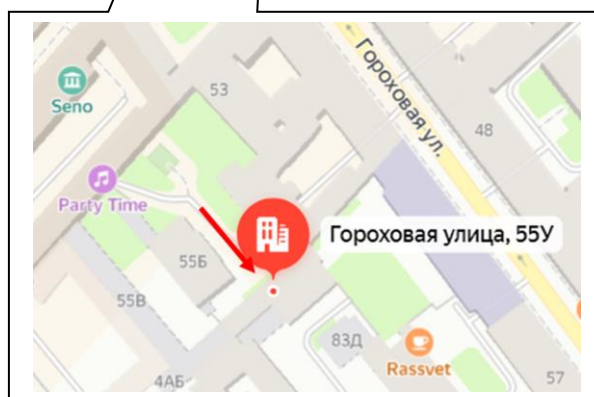 Гороховая ул.
53
Seno
48
Party Time
Гороховая улица, 55У
55Б
55В
83Д
Rassvet
4АБ
57